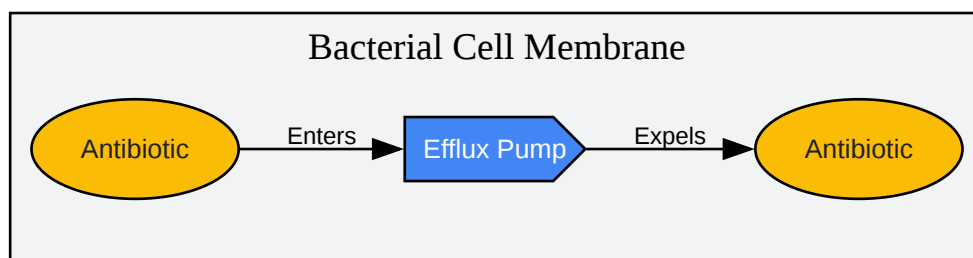 Bacterial Cell Membrane
Antibiotic
Enters
Efflux Pump
Expels
Antibiotic